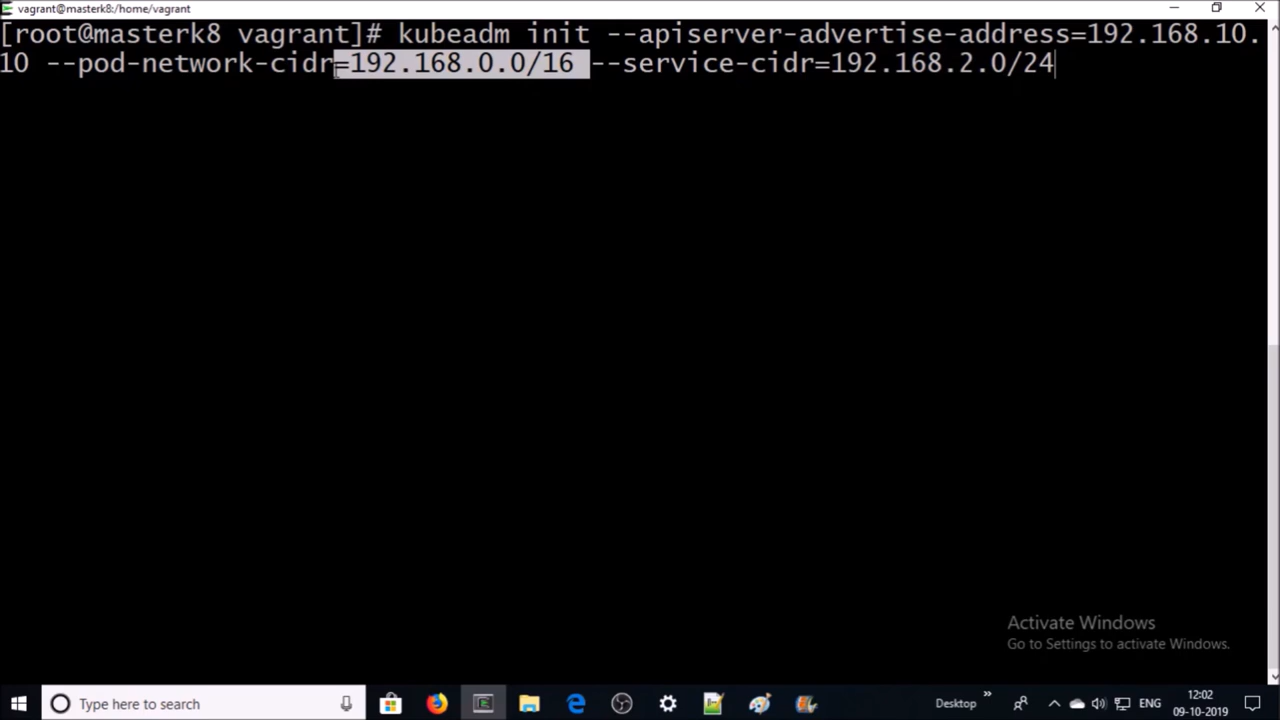 vagrant@masterk8:/home/vagrant
[root@masterk8 vagrant]# kubeadm init --apiserver-advertise-address=192.168.10.
10 --pod-network-cidr=192.168.0.0/16 --service-cidr=192.168.2.0/24
Activate Windows
Go to Settings to activate Windows.
Type here to search
Desktop
ENG
12:02
09-10-2019